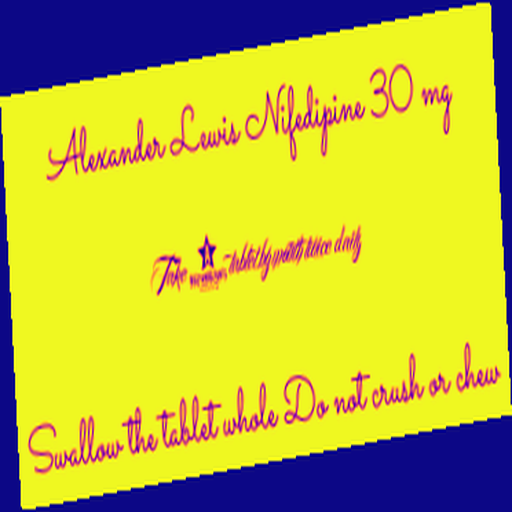 Alexander Lewis Nifedipine 30 mg
Take tablet by mouth daily
Swallow the tablet whole Do not crush or chew